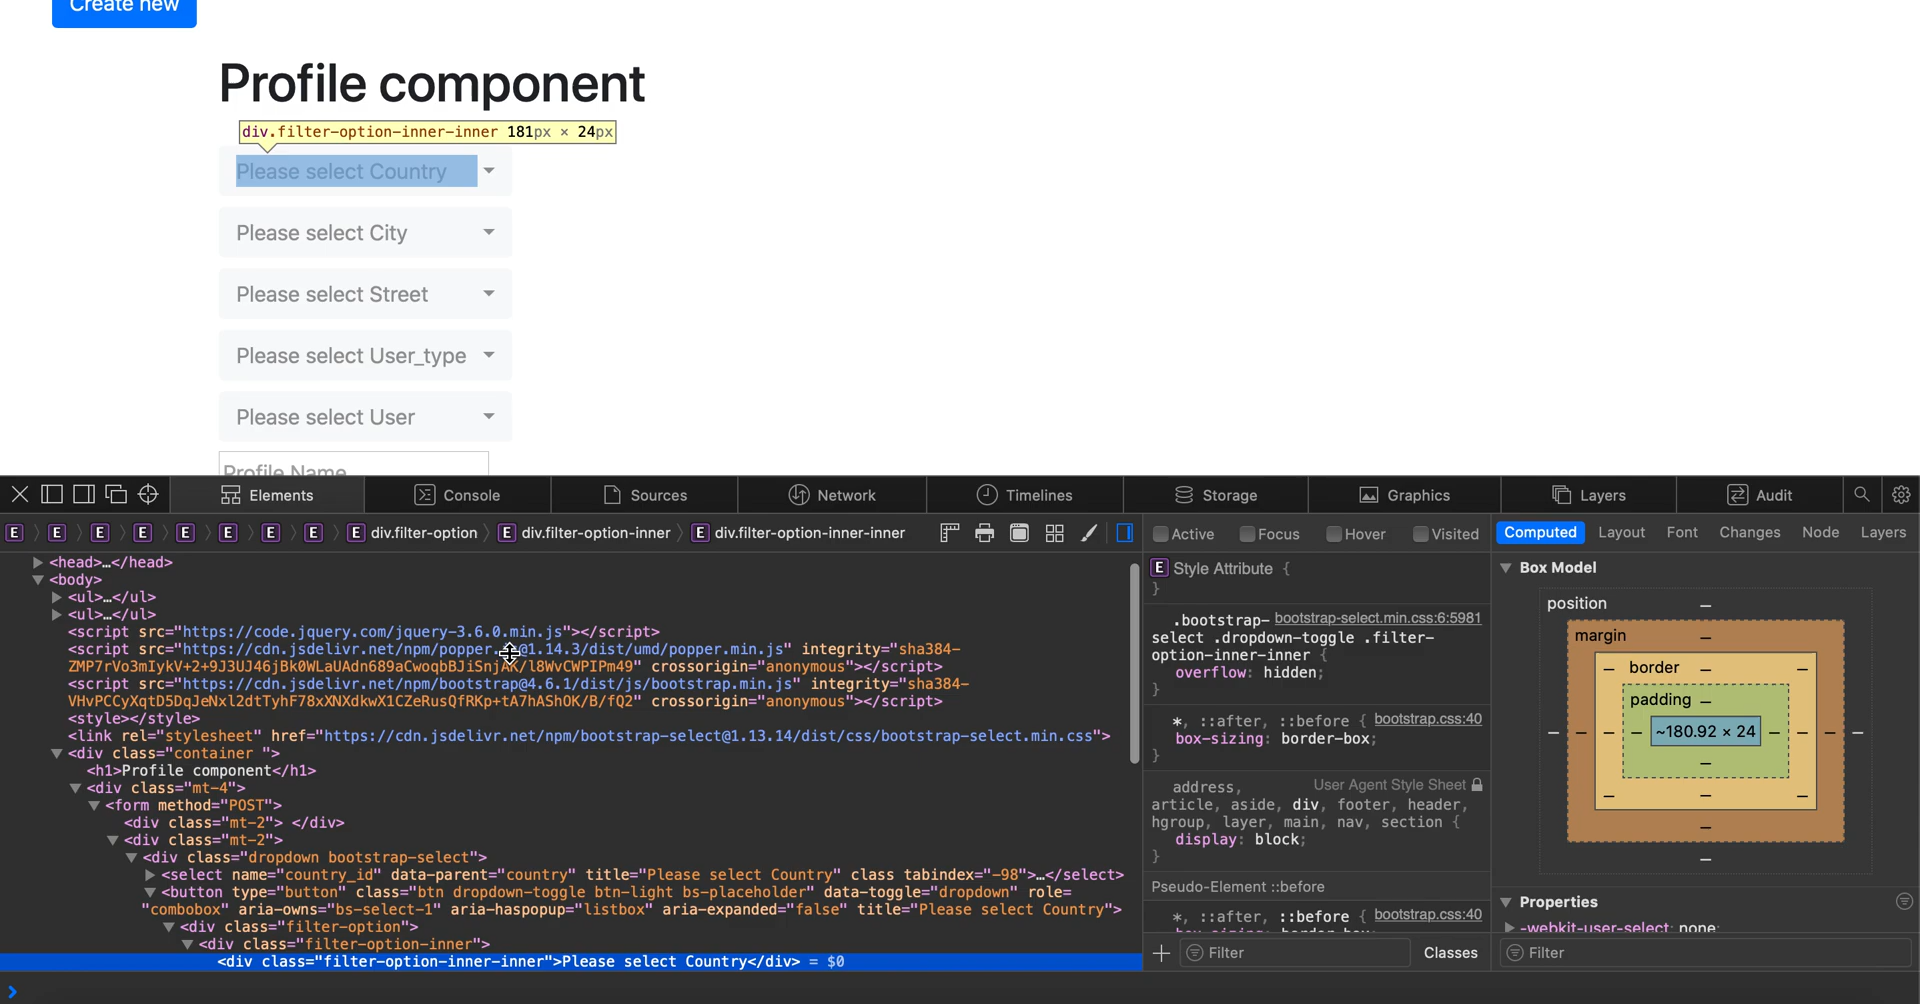 Create new
Profile component
div.filter-option-inner-inner 181px × 24px
Please select Country
Please select City
Please select Street
Please select User_type
Please select User
Profile Name
Elements
Console
Sources
Network
Timelines
Storage
Graphics
Layers
Audit
E E E E E E E E E div.filter-option E div.filter-option-inner E div.filter-option-inner-inner
<head>…</head>
<body>
<ul>…</ul>
<ul>…</ul>
<script src="https://code.jquery.com/jquery-3.6.0.min.js"></script>
<script src="https://cdn.jsdelivr.net/npm/popper.js@1.14.3/dist/umd/popper.min.js" integrity="sha384-
ZMP7rVo3mIykV+2+9J3UJ46jBk0WLaUAdn689aCwoqbBJiSnjAK/l8WvCWPIPm49" crossorigin="anonymous"></script>
<script src="https://cdn.jsdelivr.net/npm/bootstrap@4.6.1/dist/js/bootstrap.min.js" integrity="sha384-
VHvPCCyXqtD5DqJeNxl2dtTyhF78xXNXdkwX1CZeRusQfRKp+tA7hAShOK/B/fQ2" crossorigin="anonymous"></script>
<style></style>
<link rel="stylesheet" href="https://cdn.jsdelivr.net/npm/bootstrap-select@1.13.14/dist/css/bootstrap-select.min.css">
<div class="container ">
<h1>Profile component</h1>
<div class="mt-4">
<form method="POST">
<div class="mt-2"> </div>
<div class="mt-2">
<div class="dropdown bootstrap-select">
<select name="country_id" data-parent="country" title="Please select Country" class tabindex="-98">…</select>
<button type="button" class="btn dropdown-toggle btn-light bs-placeholder" data-toggle="dropdown" role=
"combobox" aria-owns="bs-select-1" aria-haspopup="listbox" aria-expanded="false" title="Please select Country">
<div class="filter-option">
<div class="filter-option-inner">
<div class="filter-option-inner-inner">Please select Country</div> = $0
Active Focus Hover Visited
E Style Attribute {
}
.bootstrap- bootstrap-select.min.css:6:5981
select .dropdown-toggle .filter-
option-inner-inner {
overflow: hidden;
}
*, ::after, ::before { bootstrap.css:40
box-sizing: border-box;
}
address, User Agent Style Sheet
article, aside, div, footer, header,
hgroup, layer, main, nav, section {
display: block;
}
Pseudo-Element ::before
*, ::after, ::before { bootstrap.css:40
box-sizing: border-box;
Filter
Classes
Computed Layout Font Changes Node Layers
Box Model
position –
margin –
– border – –
padding –
– – – – ~180.92 × 24 – – – –
–
– – –
–
–
Properties
-webkit-user-select: none;
Filter